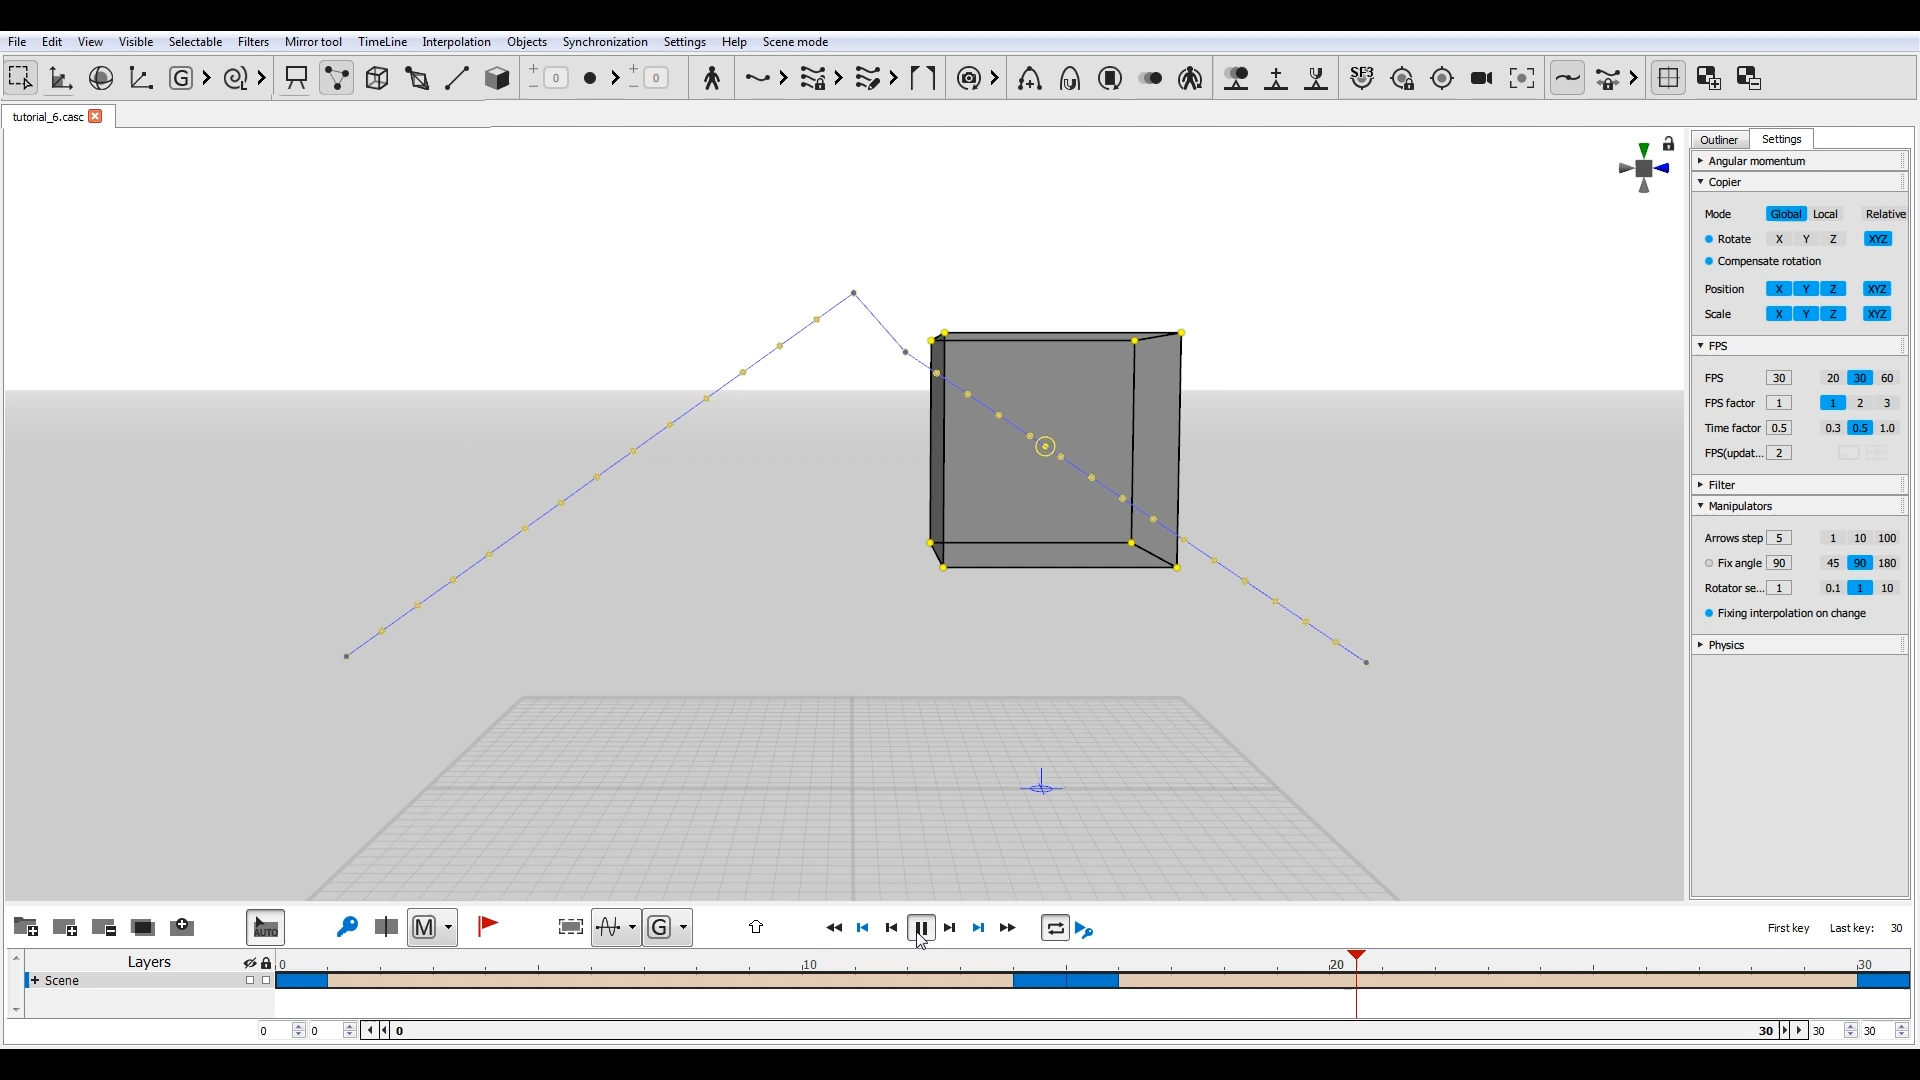 File Edit View Visible Selectable Filters Mirror tool TimeLine Interpolation Objects Synchronization Settings Help Scene mode
G 0 0 SF3
tutorial_6.casc
Outliner Settings
Angular momentum
Copier
Mode Global Local Relative
Rotate X Y Z XYZ
Compensate rotation
Position X Y Z XYZ
Scale X Y Z XYZ
FPS
FPS 30 20 30 60
FPS factor 1 1 2 3
Time factor 0.5 0.3 0.5 1.0
FPS(updat... 2
Filter
Manipulators
Arrows step 5 1 10 100
Fix angle 90 45 90 180
Rotator se... 1 0.1 1 10
Fixing interpolation on change
Physics
AUTO M G First key Last key: 30
Layers 0 10 20 30
+ Scene
0 0 0 30 30 30